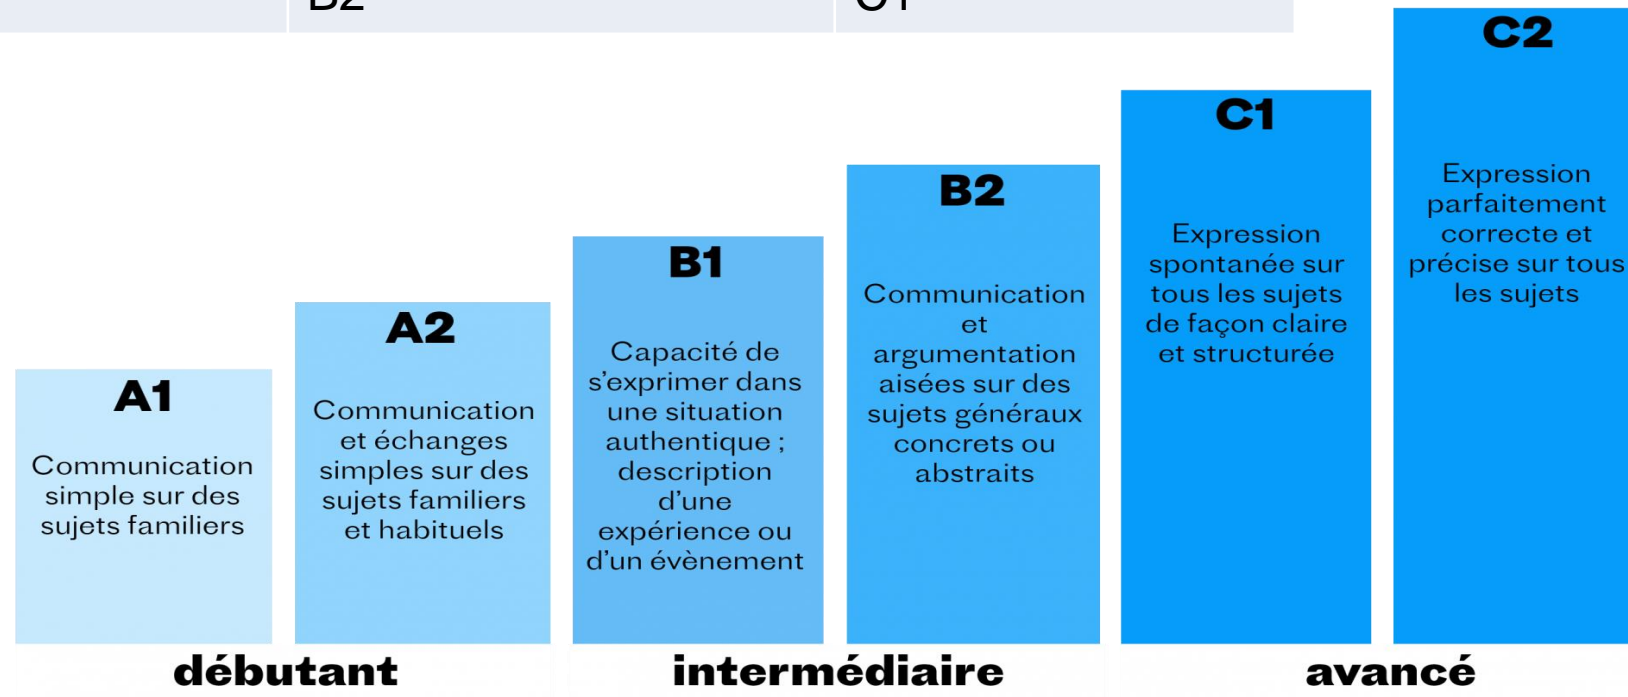 B2
C1
A1
Communication
simple sur des
sujets familiers
A2
Communication
et échanges
simples sur des
sujets familiers
et habituels
B1
Capacité de
s’exprimer dans
une situation
authentique ;
description
d’une
expérience ou
d’un évènement
B2
Communication
et
argumentation
aisées sur des
sujets généraux
concrets ou
abstraits
C1
Expression
spontanée sur
tous les sujets
de façon claire
et structurée
C2
Expression
parfaitement
correcte et
précise sur tous
les sujets
débutant
intermédiaire
avancé